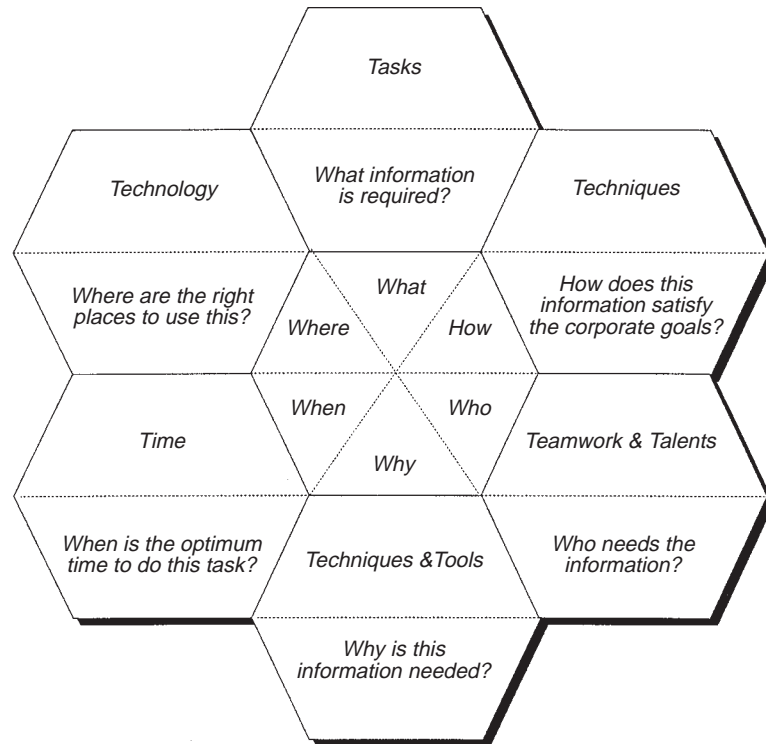 Tasks
What information
is required?
Technology
Techniques
Where are the right
places to use this?
What
Where
How
How does this
information satisfy
the corporate goals?
When
Who
Why
Time
Teamwork & Talents
When is the optimum
time to do this task?
Techniques &Tools
Who needs the
information?
Why is this
information needed?